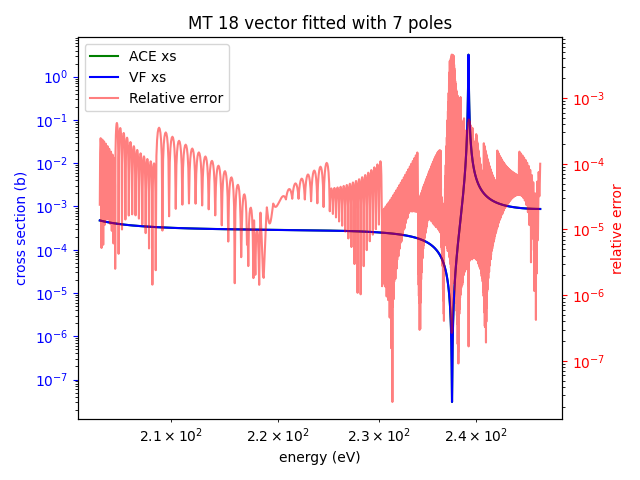 MT 18 vector fitted with 7 poles
ACE xs
VF xs
Relative error
10⁰
10⁻¹
10⁻²
10⁻³
10⁻⁴
10⁻⁵
10⁻⁶
10⁻⁷
cross section (b)
10⁻³
10⁻⁴
10⁻⁵
10⁻⁶
10⁻⁷
relative error
2.1 × 10² 2.2 × 10² 2.3 × 10² 2.4 × 10²
energy (eV)